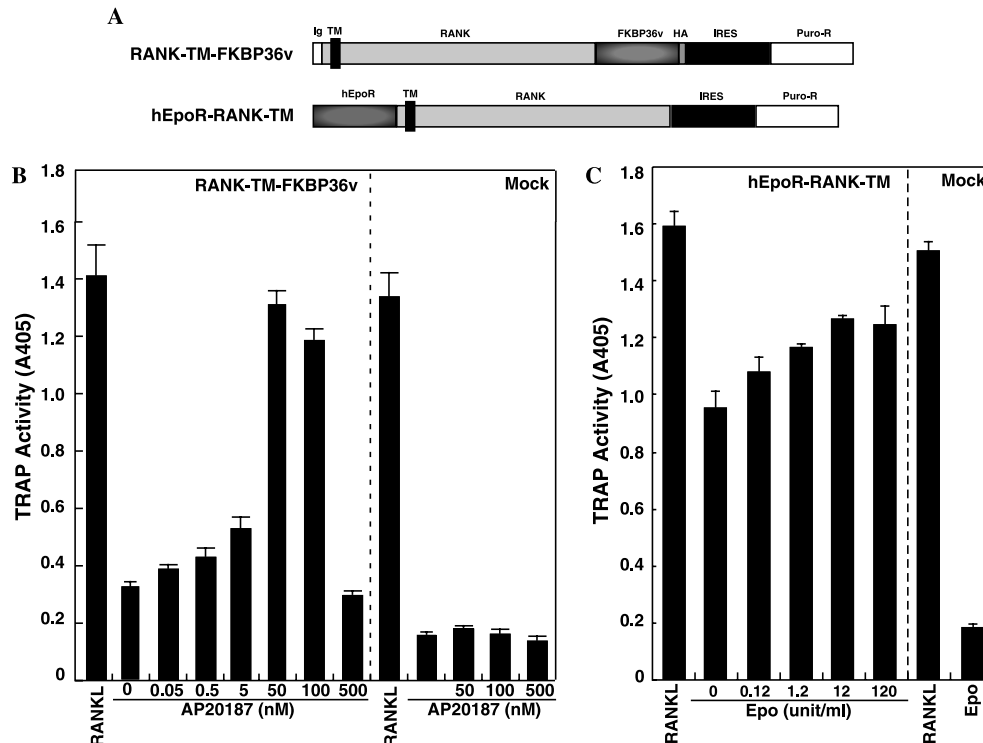 A
Ig TM RANK FKBP36v HA IRES Puro-R
RANK-TM-FKBP36v
hEpoR TM RANK IRES Puro-R
hEpoR-RANK-TM
B
RANK-TM-FKBP36v Mock
TRAP Activity (A405)
1.8
1.6
1.4
1.2
1.0
0.8
0.6
0.4
0.2
0
RANKL 0 0.05 0.5 5 50 100 500 RANKL 50 100 500
AP20187 (nM) AP20187 (nM)
C
hEpoR-RANK-TM Mock
TRAP Activity (A405)
1.8
1.6
1.4
1.2
1.0
0.8
0.6
0.4
0.2
0
RANKL 0 0.12 1.2 12 120 RANKL Epo
Epo (unit/ml)